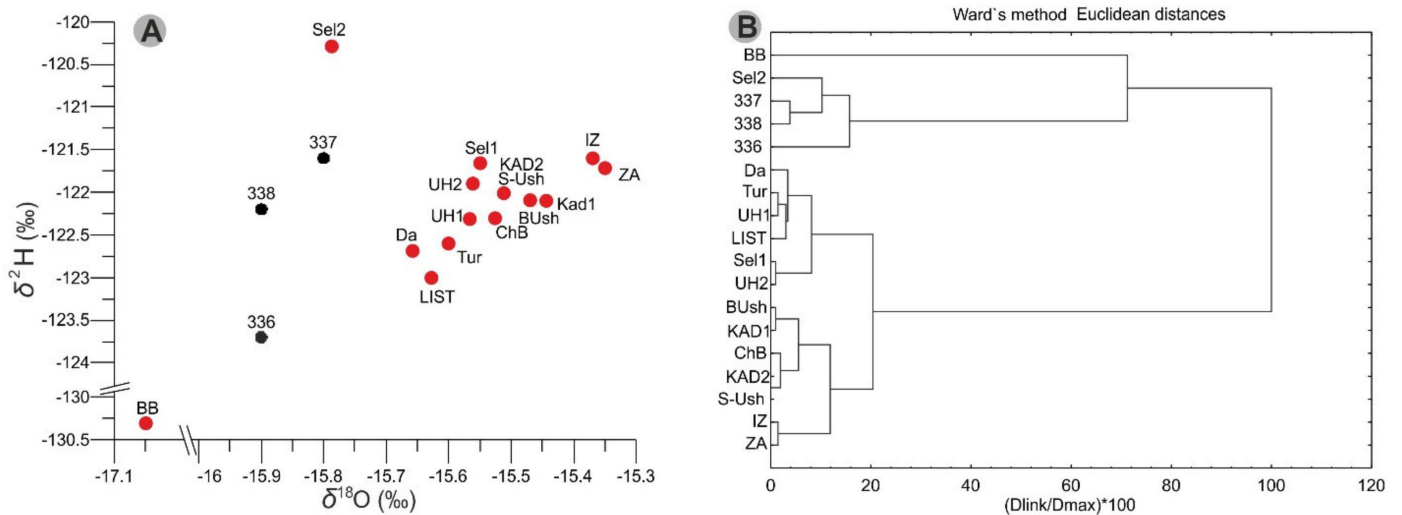 A
-120
-120.5
-121
-121.5
-122
-122.5
-123
-123.5
-124
-130
-130.5
δ²H (‰)
Sel2
337
338
336
BB
Sel1
KAD2
S-Ush
UH2
UH1
Da
Tur
LIST
ChB
BUsh
Kad1
IZ
ZA
-17.1
-16
-15.9
-15.8
-15.7
-15.6
-15.5
-15.4
-15.3
δ¹⁸O (‰)
B
Ward`s method Euclidean distances
BB
Sel2
337
338
336
Da
Tur
UH1
LIST
Sel1
UH2
BUsh
KAD1
ChB
KAD2
S-Ush
IZ
ZA
0
20
40
60
80
100
120
(Dlink/Dmax)*100